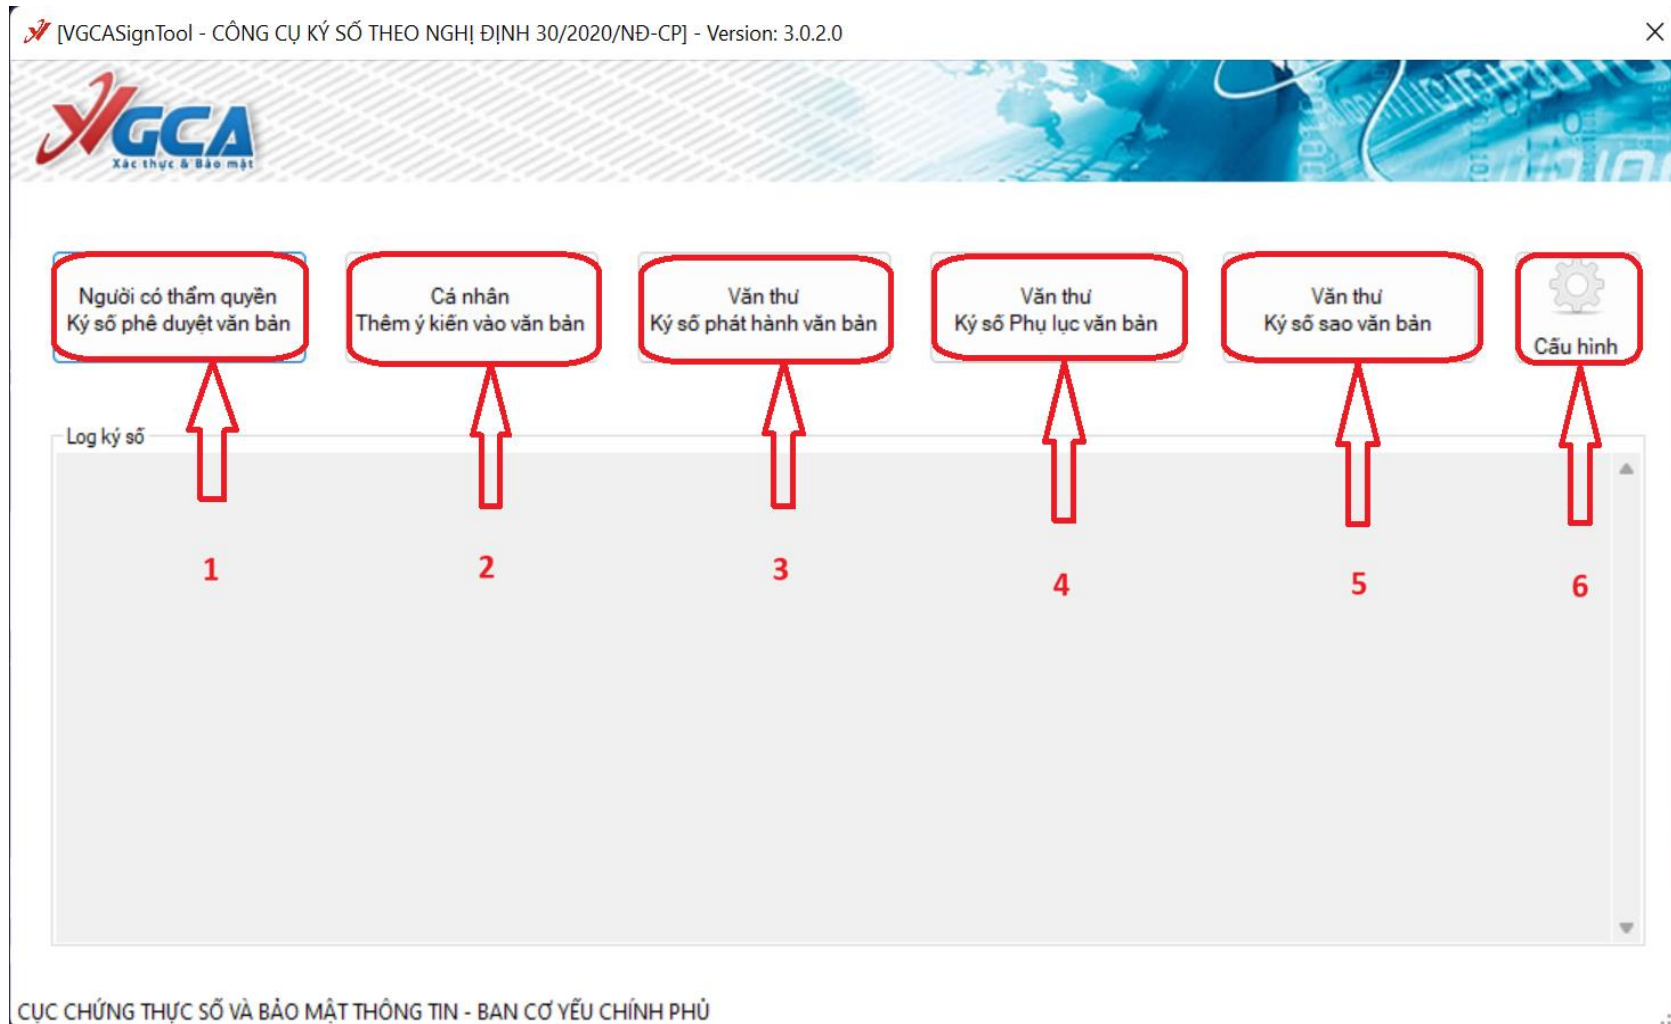 [VGCASignTool - CÔNG CỤ KÝ SỐ THEO NGHỊ ĐỊNH 30/2020/NĐ-CP] - Version: 3.0.2.0
VGCA
Xác thực & Bảo mật
Người có thẩm quyền
Ký số phê duyệt văn bản
Cá nhân
Thêm ý kiến vào văn bản
Văn thư
Ký số phát hành văn bản
Văn thư
Ký số Phụ lục văn bản
Văn thư
Ký số sao văn bản
Cấu hình
Log ký số
1
2
3
4
5
6
CỤC CHỨNG THỰC SỐ VÀ BẢO MẬT THÔNG TIN - BAN CƠ YẾU CHÍNH PHỦ